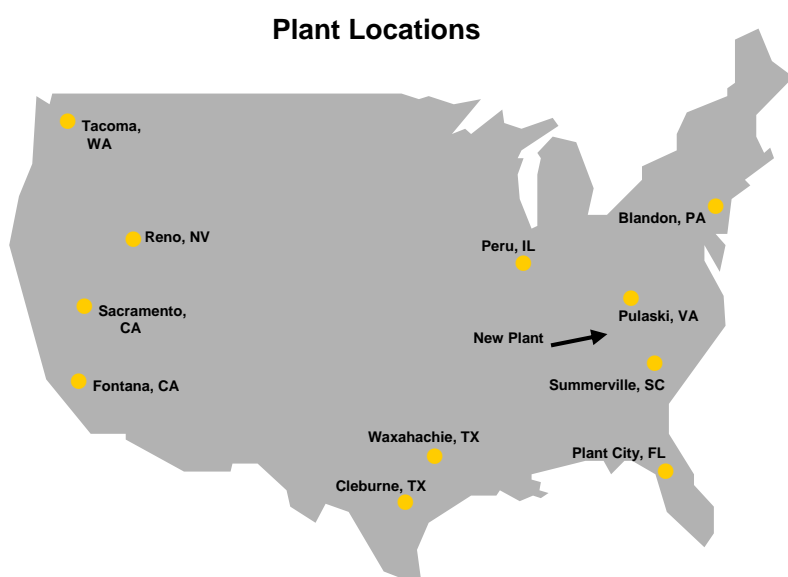 Plant Locations
Tacoma,
WA
Blandon, PA
Reno, NV
Peru, IL
Sacramento,
CA
Pulaski, VA
New Plant
Fontana, CA
Summerville, SC
Waxahachie, TX
Plant City, FL
Cleburne, TX